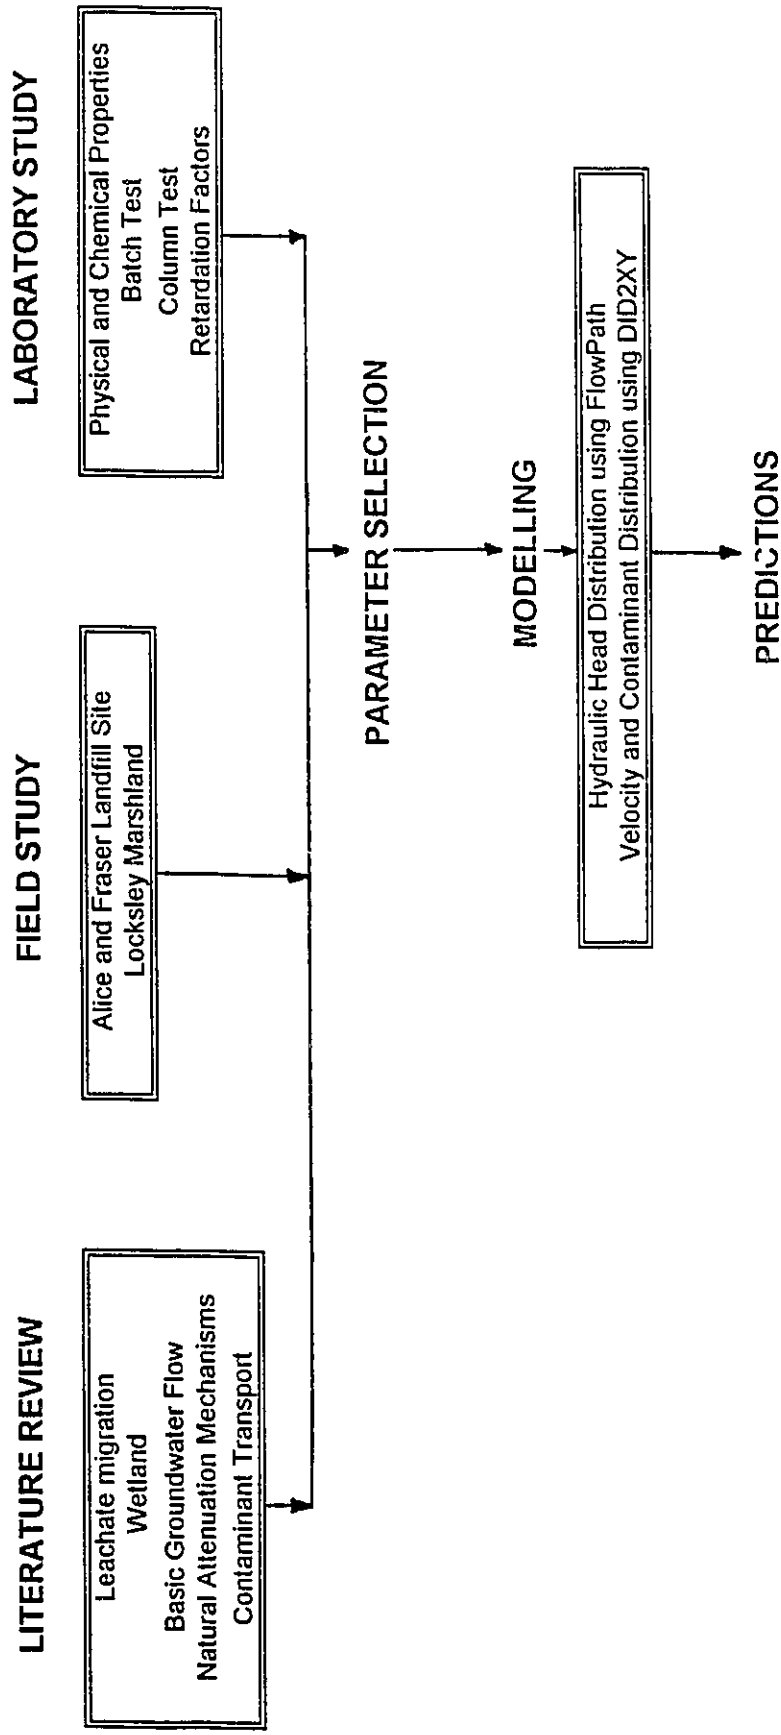 LITERATURE REVIEW
Leachate migration
Wetland
Basic Groundwater Flow
Natural Attenuation Mechanisms
Contaminant Transport
FIELD STUDY
Alice and Fraser Landfill Site
Locksley Marshland
LABORATORY STUDY
Physical and Chemical Properties
Batch Test
Column Test
Retardation Factors
PARAMETER SELECTION
MODELLING
Hydraulic Head Distribution using FlowPath
Velocity and Contaminant Distribution using DID2XY
PREDICTIONS